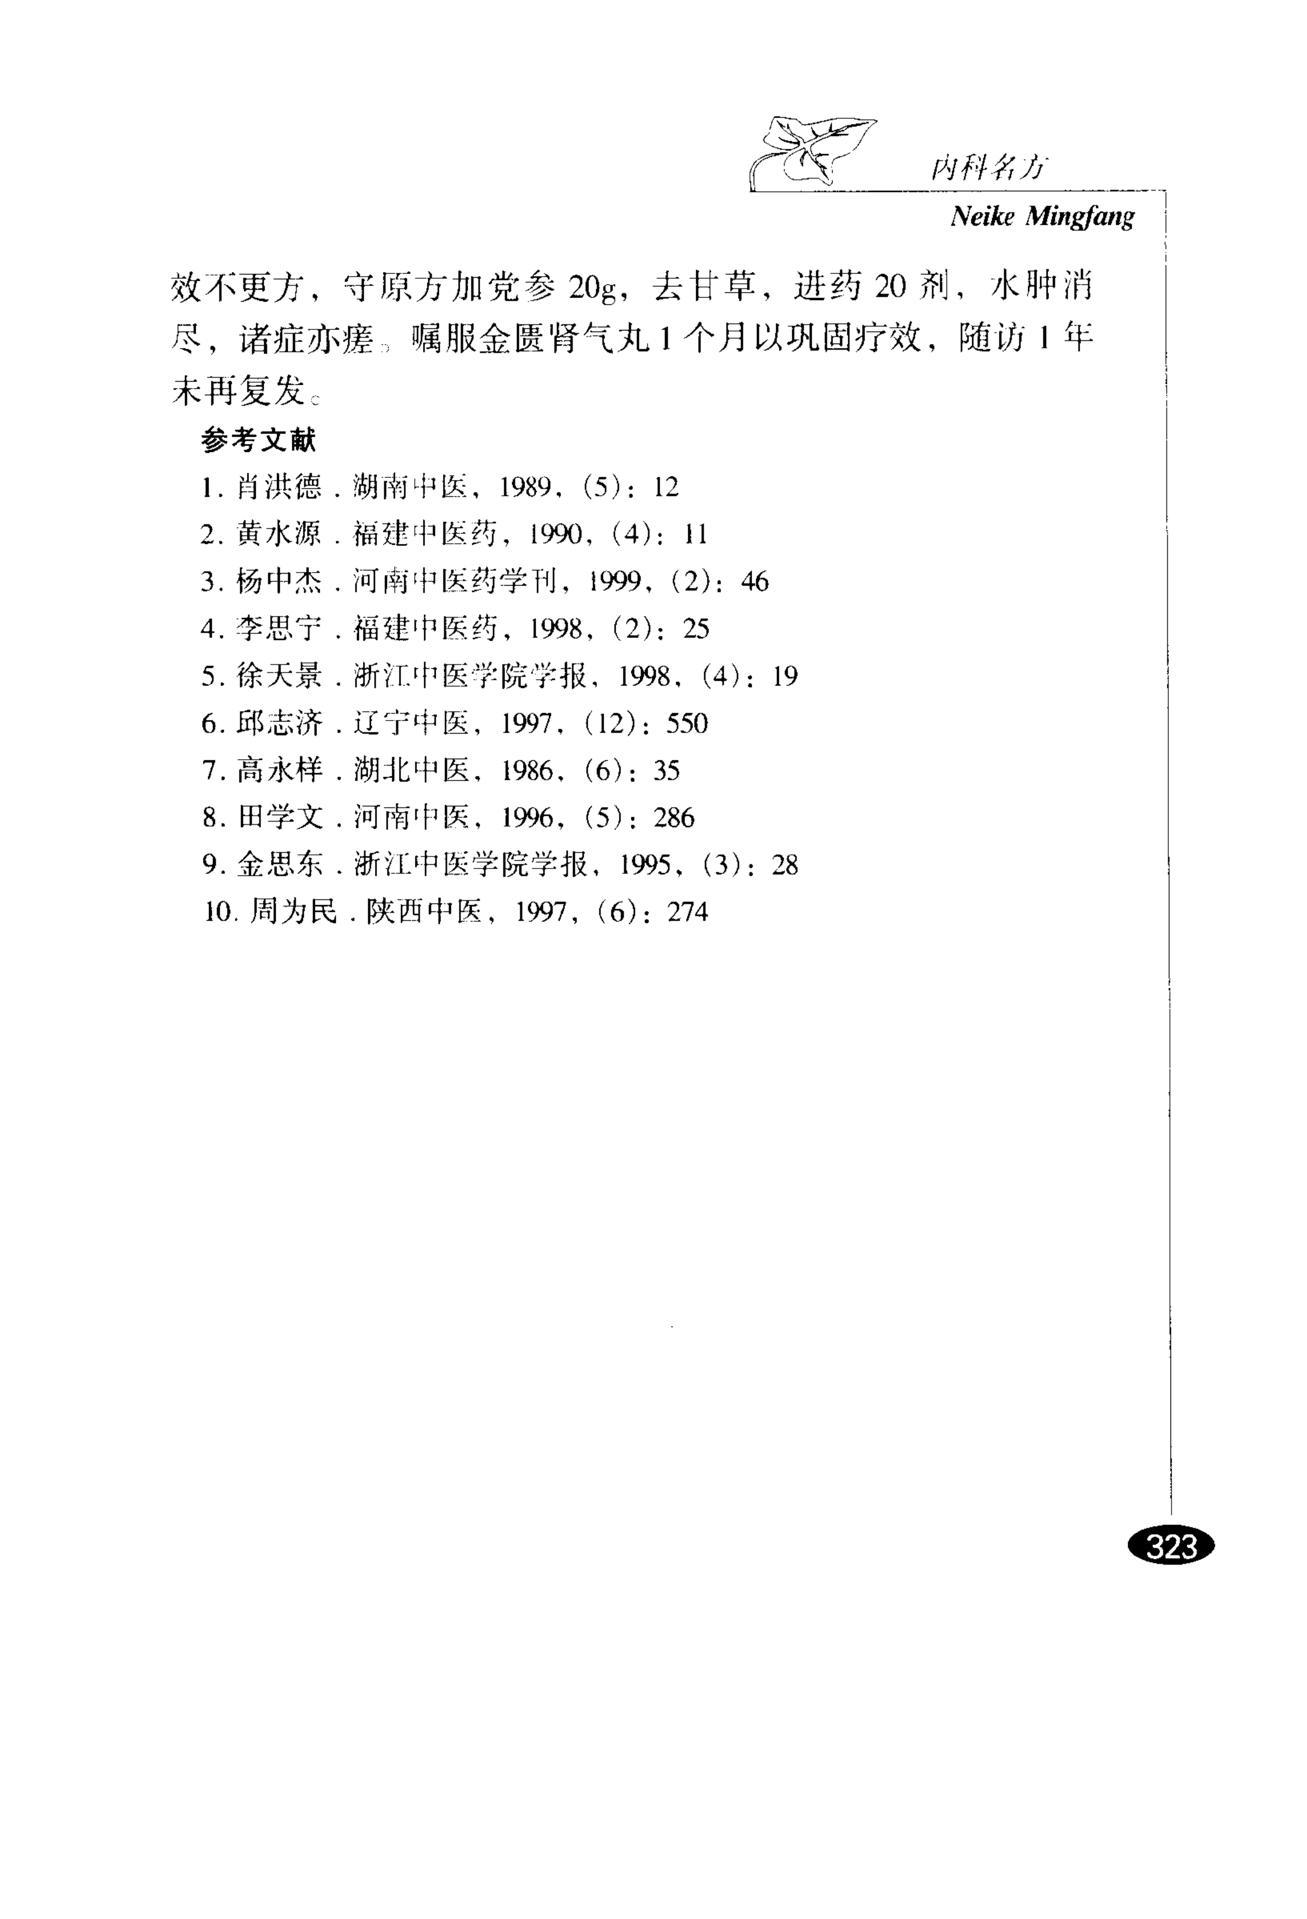 内科名方
Neike Mingfang
效不更方，守原方加党参 20g，去甘草，进药 20 剂，水肿消
尽，诸症亦瘥。嘱服金匮肾气丸 1 个月以巩固疗效，随访 1 年
未再复发。
参考文献
1. 肖洪德．湖南中医，1989，(5)：12
2. 黄水源．福建中医药，1990，(4)：11
3. 杨中杰．河南中医药学刊，1999，(2)：46
4. 李思宁．福建中医药，1998，(2)：25
5. 徐天景．浙江中医学院学报，1998，(4)：19
6. 邱志济．辽宁中医，1997，(12)：550
7. 高永样．湖北中医，1986，(6)：35
8. 田学文．河南中医，1996，(5)：286
9. 金思东．浙江中医学院学报，1995，(3)：28
10. 周为民．陕西中医，1997，(6)：274
323